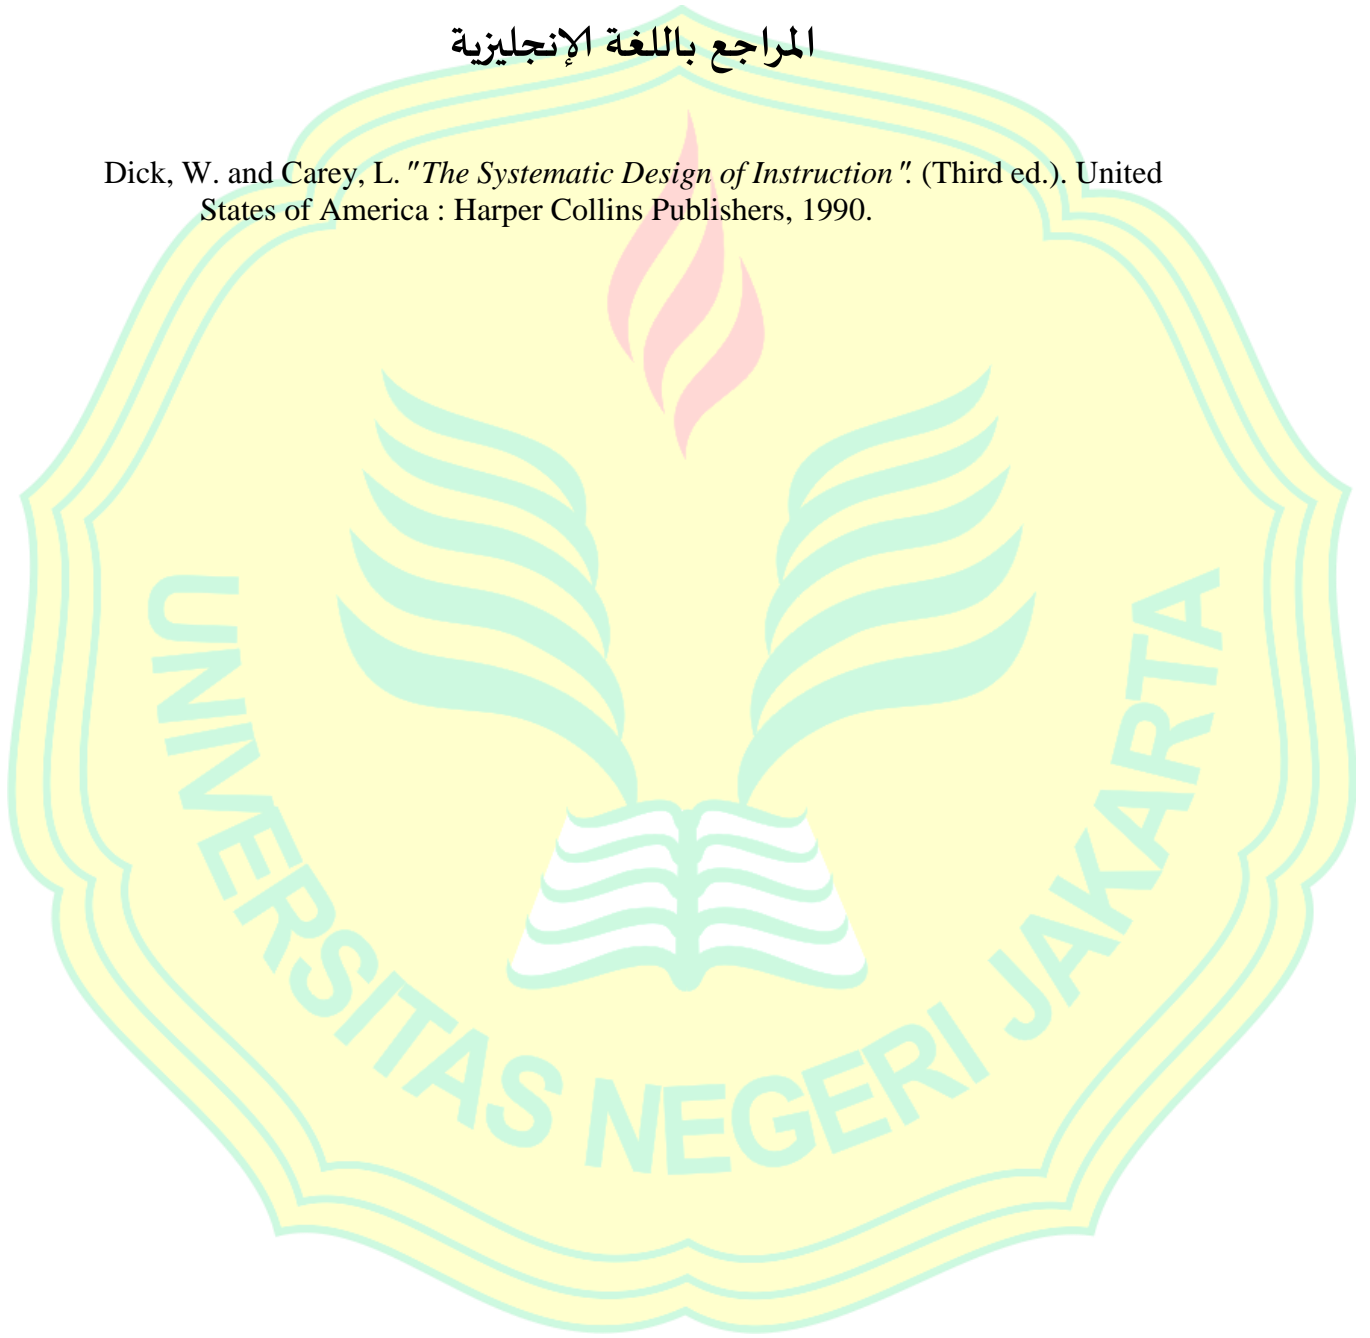 المراجع باللغة الإنجليزية
Dick, W. and Carey, L. "The Systematic Design of Instruction". (Third ed.). United
States of America : Harper Collins Publishers, 1990.
UNIVERSITAS NEGERI JAKARTA